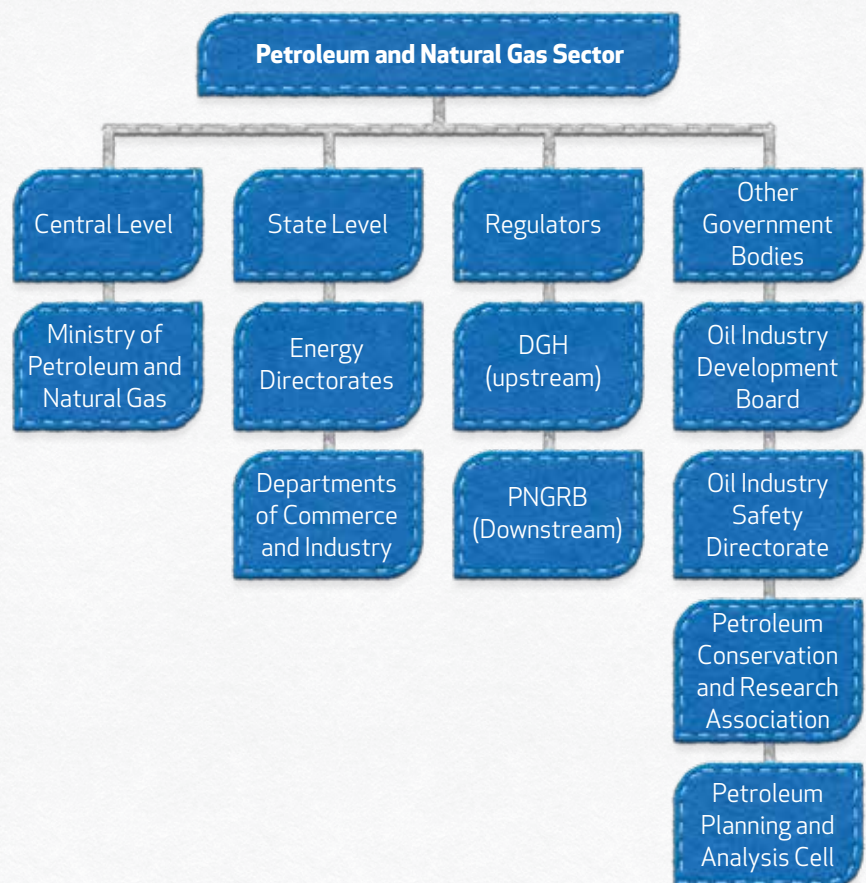 Petroleum and Natural Gas Sector
Central Level
State Level
Regulators
Other
Government
Bodies
Ministry of
Petroleum and
Natural Gas
Energy
Directorates
DGH
(upstream)
Oil Industry
Development
Board
Departments
of Commerce
and Industry
PNGRB
(Downstream)
Oil Industry
Safety
Directorate
Petroleum
Conservation
and Research
Association
Petroleum
Planning and
Analysis Cell